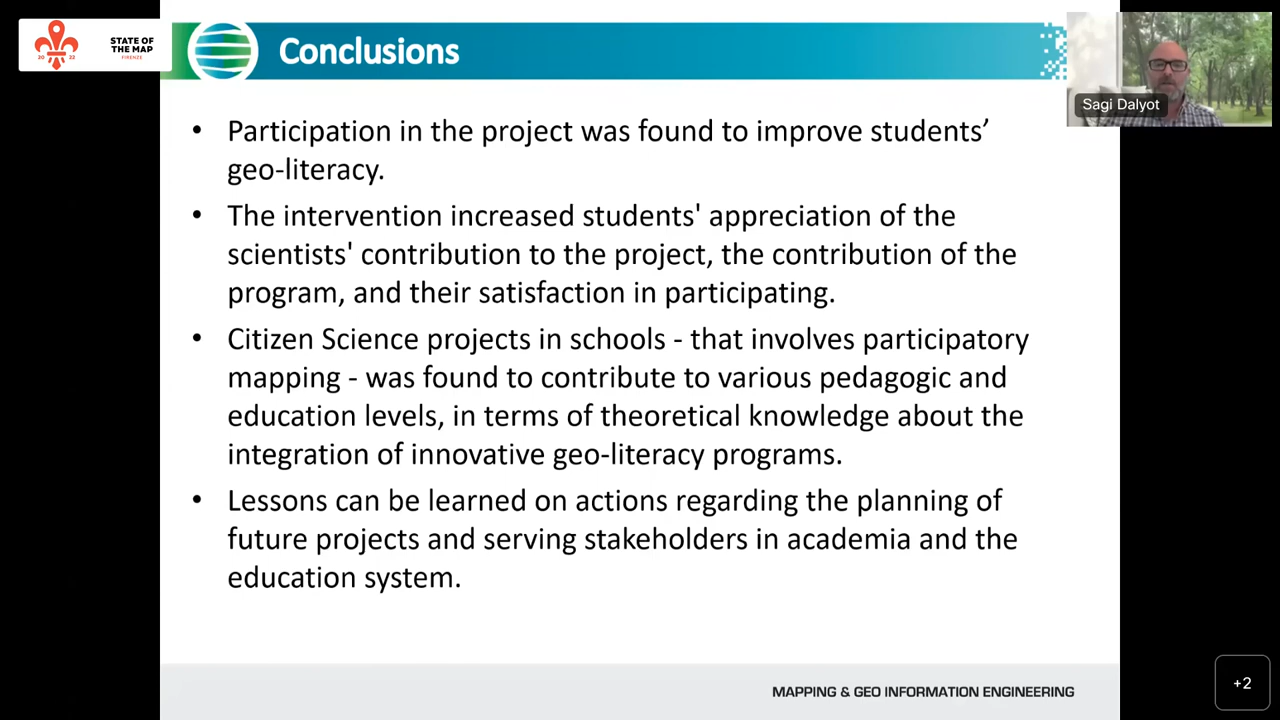 STATE OF
THE MAP
FIRENZE
20 22
Conclusions
Sagi Dalyot
• Participation in the project was found to improve students’
geo-literacy.
• The intervention increased students' appreciation of the
scientists' contribution to the project, the contribution of the
program, and their satisfaction in participating.
• Citizen Science projects in schools - that involves participatory
mapping - was found to contribute to various pedagogic and
education levels, in terms of theoretical knowledge about the
integration of innovative geo-literacy programs.
• Lessons can be learned on actions regarding the planning of
future projects and serving stakeholders in academia and the
education system.
MAPPING & GEO INFORMATION ENGINEERING
+2